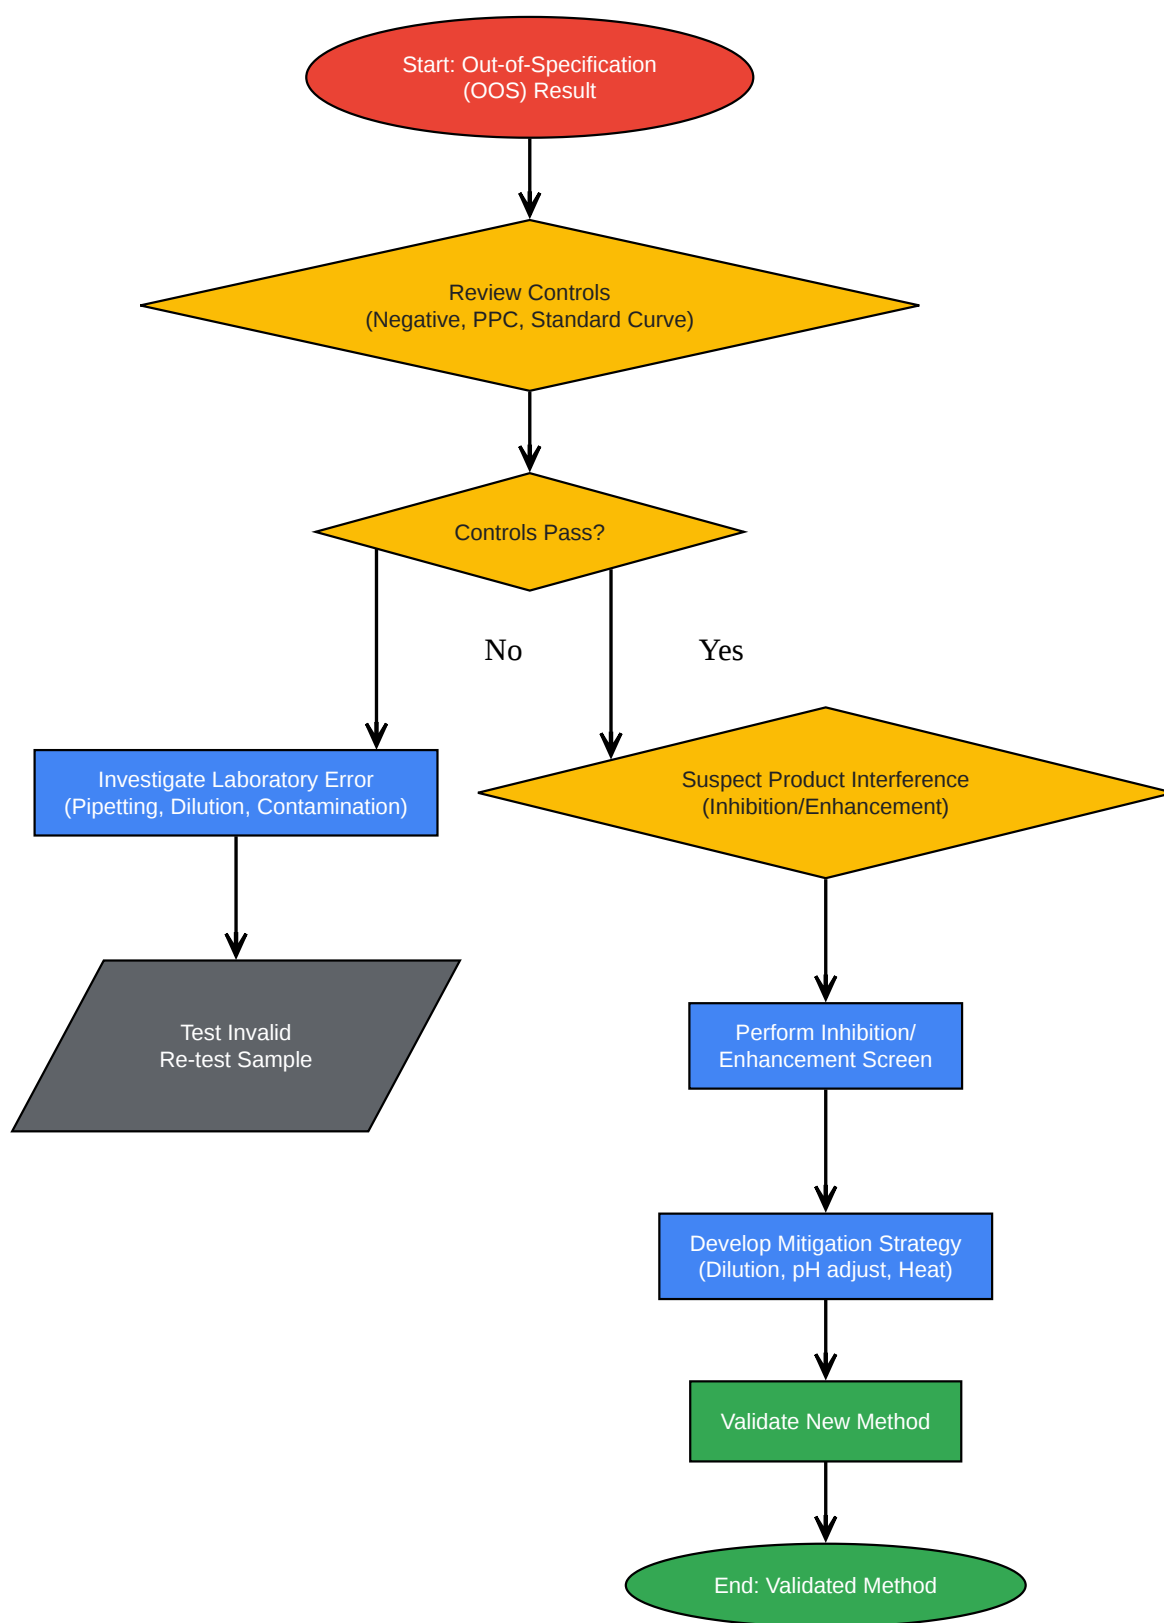 Start: Out-of-Specification
(OOS) Result
Review Controls
(Negative, PPC, Standard Curve)
Controls Pass?
No
Yes
Investigate Laboratory Error
(Pipetting, Dilution, Contamination)
Suspect Product Interference
(Inhibition/Enhancement)
Test Invalid
Re-test Sample
Perform Inhibition/
Enhancement Screen
Develop Mitigation Strategy
(Dilution, pH adjust, Heat)
Validate New Method
End: Validated Method